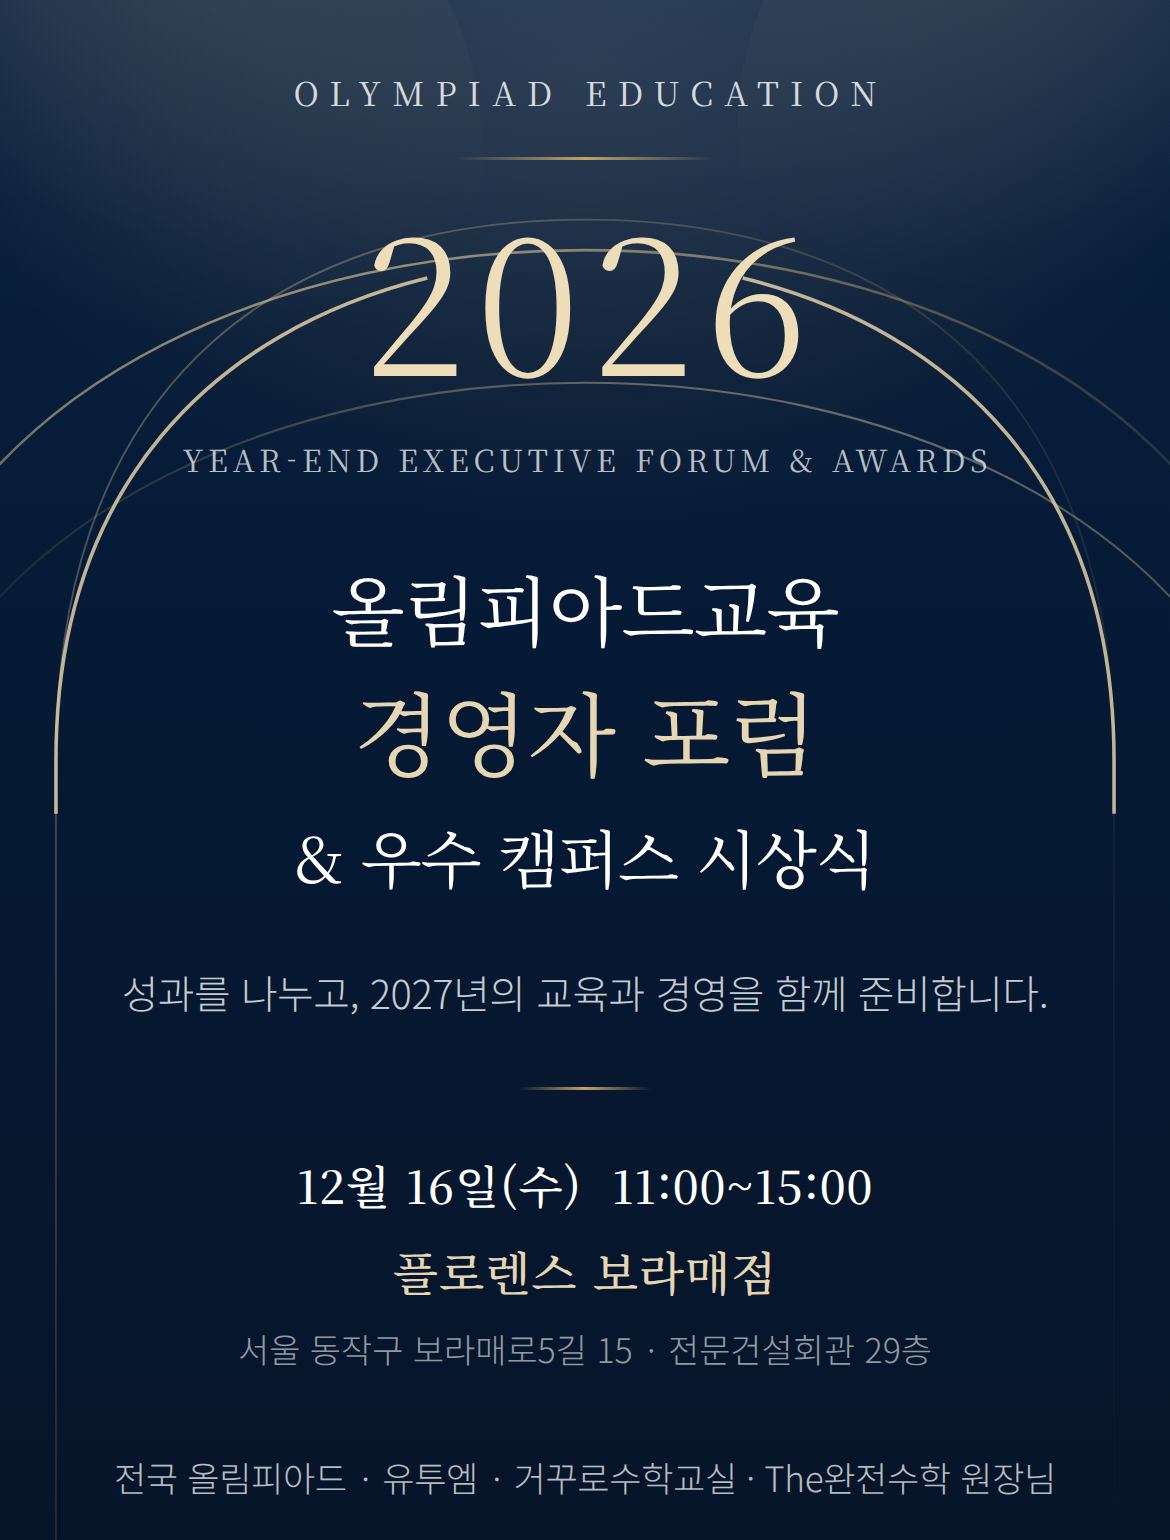 OLYMPIAD EDUCATION
2026
YEAR-END EXECUTIVE FORUM & AWARDS
올림피아드교육
경영자 포럼
& 우수 캠퍼스 시상식
성과를 나누고, 2027년의 교육과 경영을 함께 준비합니다.
12월 16일(수) 11:00~15:00
플로렌스 보라매점
서울 동작구 보라매로5길 15 · 전문건설회관 29층
전국 올림피아드 · 유투엠 · 거꾸로수학교실 · The완전수학 원장님